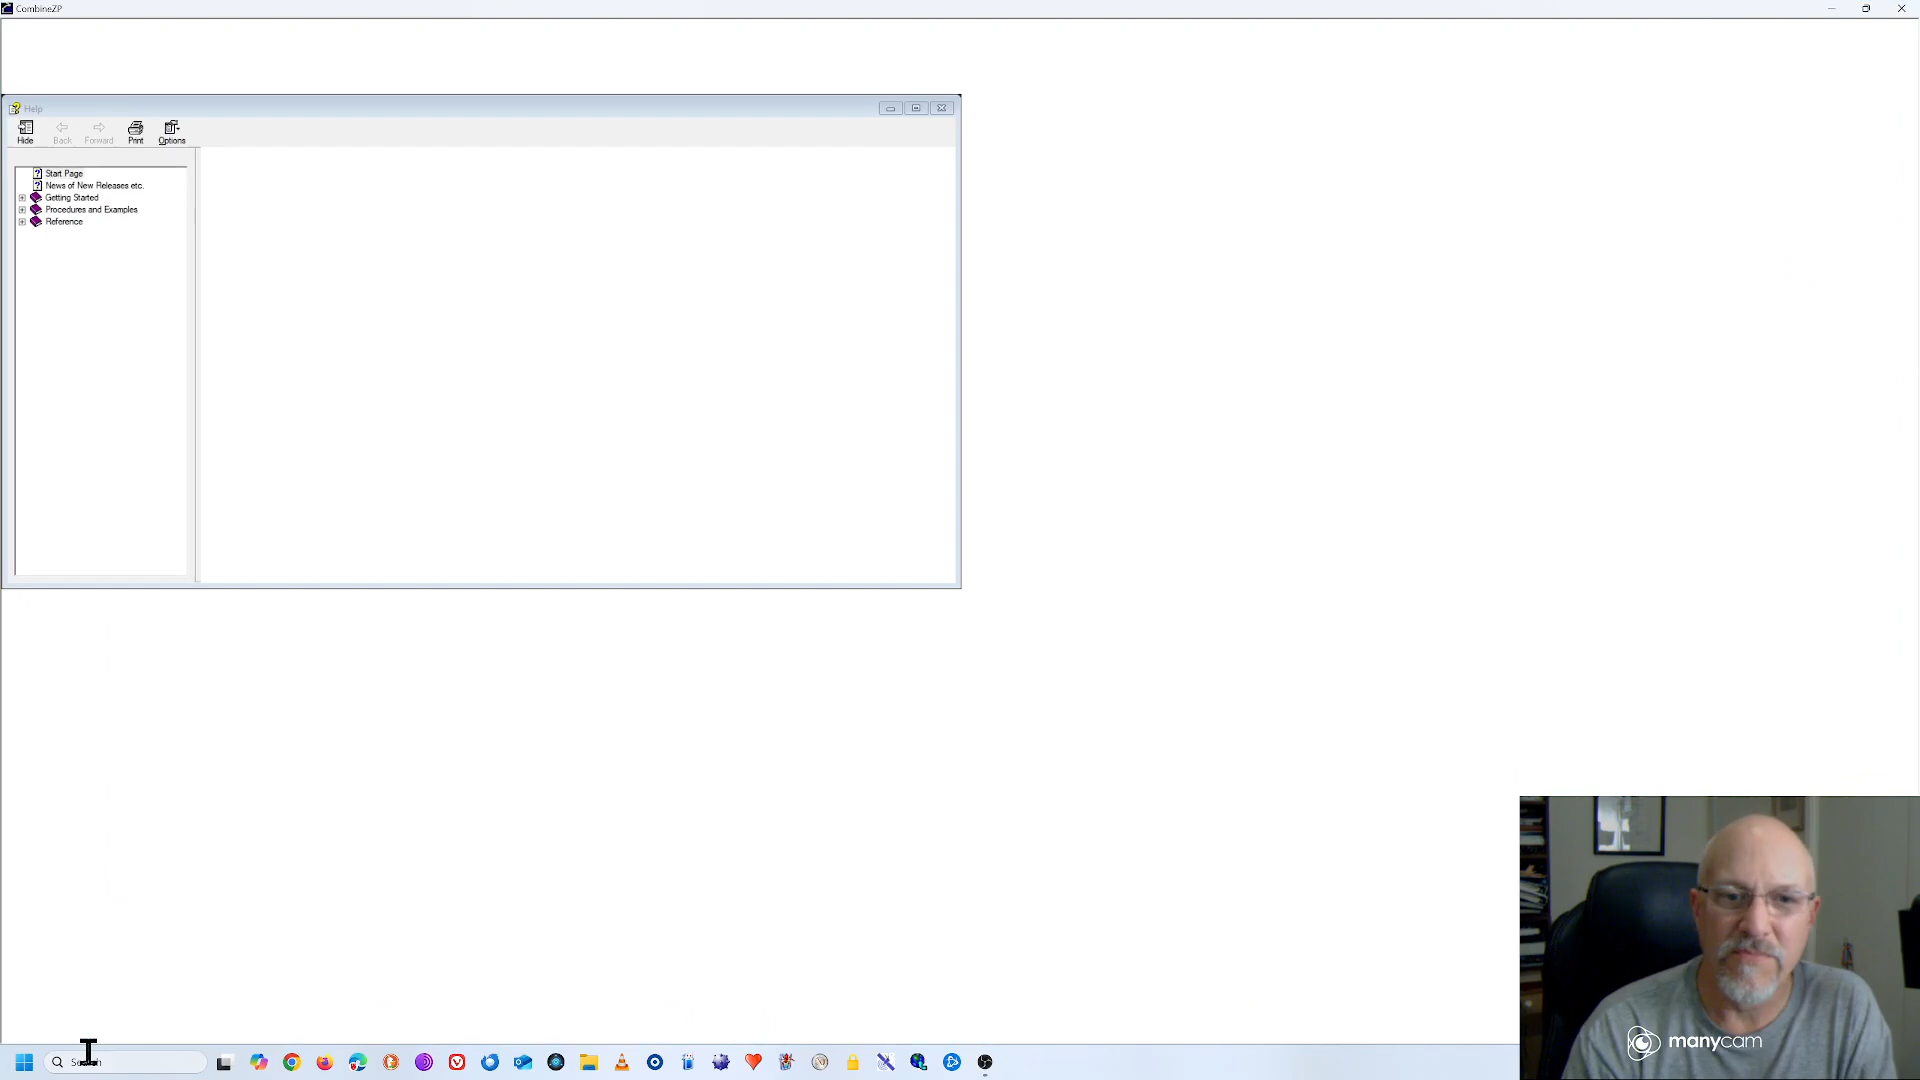 CombineZP
Help
Hide
Back
Forward
Print
Options
Start Page
News of New Releases etc.
Getting Started
Procedures and Examples
Reference
Search
manycam